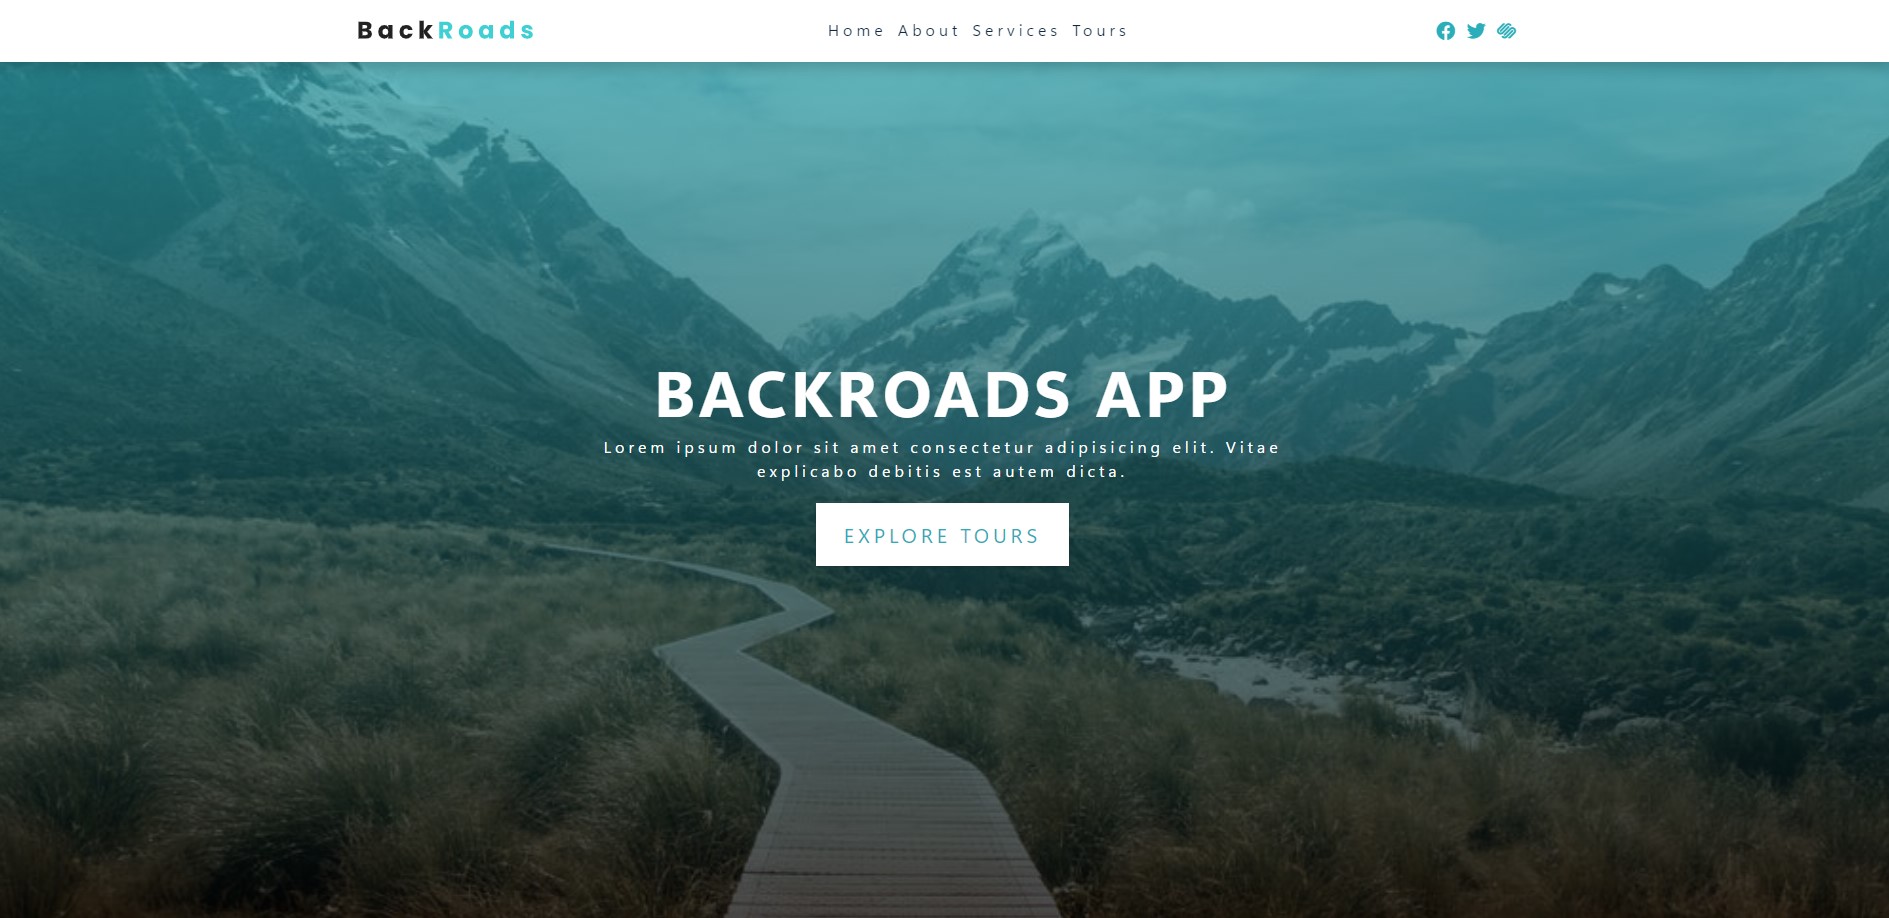 BackRoads
Home About Services Tours
BACKROADS APP
Lorem ipsum dolor sit amet consectetur adipisicing elit. Vitae
explicabo debitis est autem dicta.
EXPLORE TOURS